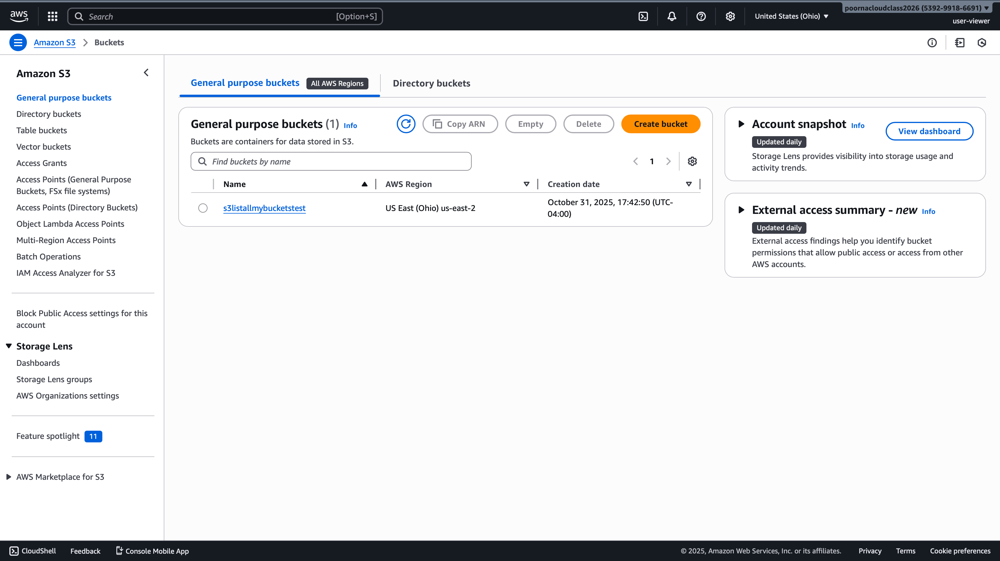 aws
Search
[Option+S]
United States (Ohio)
poornacloudclass2026 (5392-9918-6691)
user-viewer
Amazon S3
Buckets
Amazon S3
General purpose buckets
Directory buckets
Table buckets
Vector buckets
Access Grants
Access Points (General Purpose
Buckets, FSx file systems)
Access Points (Directory Buckets)
Object Lambda Access Points
Multi-Region Access Points
Batch Operations
IAM Access Analyzer for S3
Block Public Access settings for this
account
Storage Lens
Dashboards
Storage Lens groups
AWS Organizations settings
Feature spotlight 11
AWS Marketplace for S3
General purpose buckets All AWS Regions
Directory buckets
General purpose buckets (1) Info
Copy ARN
Empty
Delete
Create bucket
Buckets are containers for data stored in S3.
Find buckets by name
1
Name
AWS Region
Creation date
s3listallmybucketstest
US East (Ohio) us-east-2
October 31, 2025, 17:42:50 (UTC-
04:00)
Account snapshot Info
View dashboard
Updated daily
Storage Lens provides visibility into storage usage and
activity trends.
External access summary - new Info
Updated daily
External access findings help you identify bucket
permissions that allow public access or access from other
AWS accounts.
CloudShell
Feedback
Console Mobile App
© 2025, Amazon Web Services, Inc. or its affiliates.
Privacy
Terms
Cookie preferences